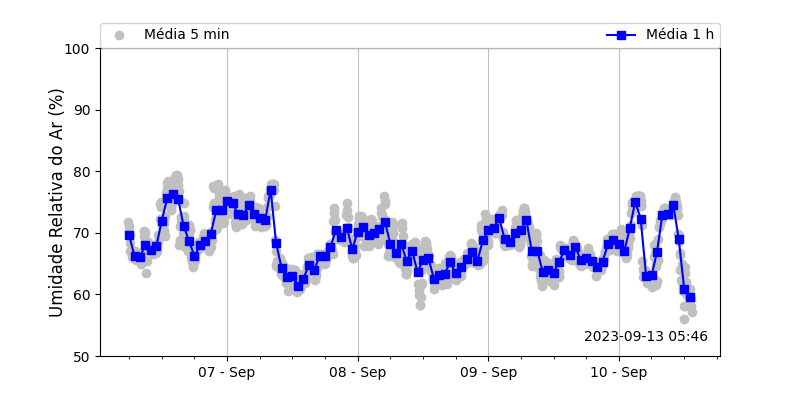 Média 5 min
Média 1 h
Umidade Relativa do Ar (%)
100
90
80
70
60
50
2023-09-13 05:46
07 - Sep
08 - Sep
09 - Sep
10 - Sep